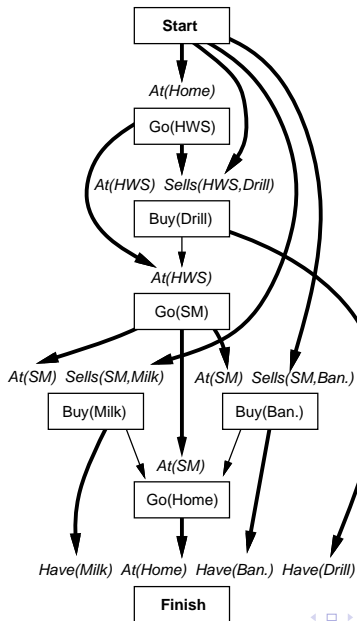 Start
At(Home)
Go(HWS)
At(HWS) Sells(HWS,Drill)
Buy(Drill)
At(HWS)
Go(SM)
At(SM) Sells(SM,Milk) At(SM) Sells(SM,Ban.)
Buy(Milk) Buy(Ban.)
At(SM)
Go(Home)
Have(Milk) At(Home) Have(Ban.) Have(Drill)
Finish